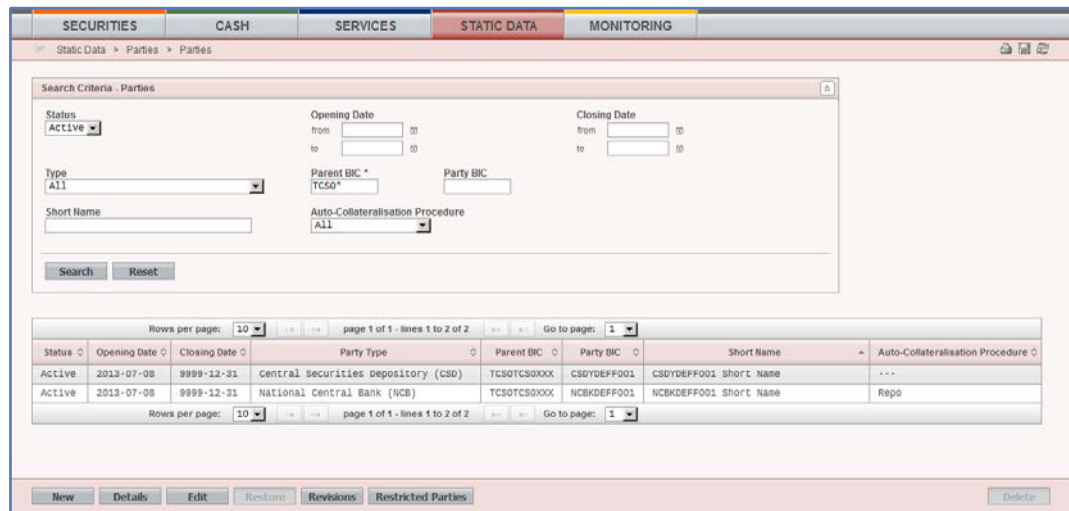 SECURITIES CASH SERVICES STATIC DATA MONITORING
Static Data > Parties > Parties
Search Criteria - Parties
Status Opening Date Closing Date
Active from from
to to
Type Parent BIC * Party BIC
All TCSO*
Short Name Auto-Collateralisation Procedure
All
Search Reset
Rows per page: 10 page 1 of 1 - lines 1 to 2 of 2 Go to page: 1
Status Opening Date Closing Date Party Type Parent BIC Party BIC Short Name Auto-Collateralisation Procedure
Active 2013-07-08 9999-12-31 Central Securities Depository (CSD) TCSOTCSOXXX CSDYDEFF001 CSDYDEFF001 Short Name ---
Active 2013-07-08 9999-12-31 National Central Bank (NCB) TCSOTCSOXXX NCBKDEFF001 NCBKDEFF001 Short Name Repo
Rows per page: 10 page 1 of 1 - lines 1 to 2 of 2 Go to page: 1
New Details Edit Restore Revisions Restricted Parties Delete